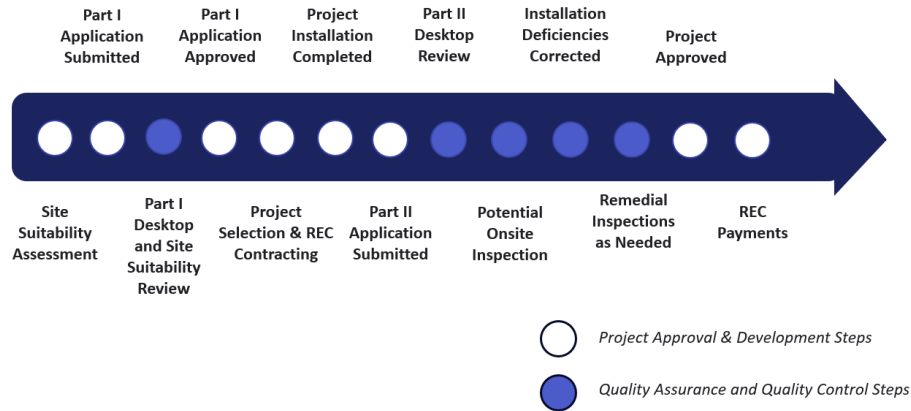 Part I
Application
Submitted
Part I
Application
Approved
Project
Installation
Completed
Part II
Desktop
Review
Installation
Deficiencies
Corrected
Project
Approved
Site
Suitability
Assessment
Part I
Desktop
and Site
Suitability
Review
Project
Selection & REC
Contracting
Part II
Application
Submitted
Potential
Onsite
Inspection
Remedial
Inspections
as Needed
REC
Payments
Project Approval & Development Steps
Quality Assurance and Quality Control Steps